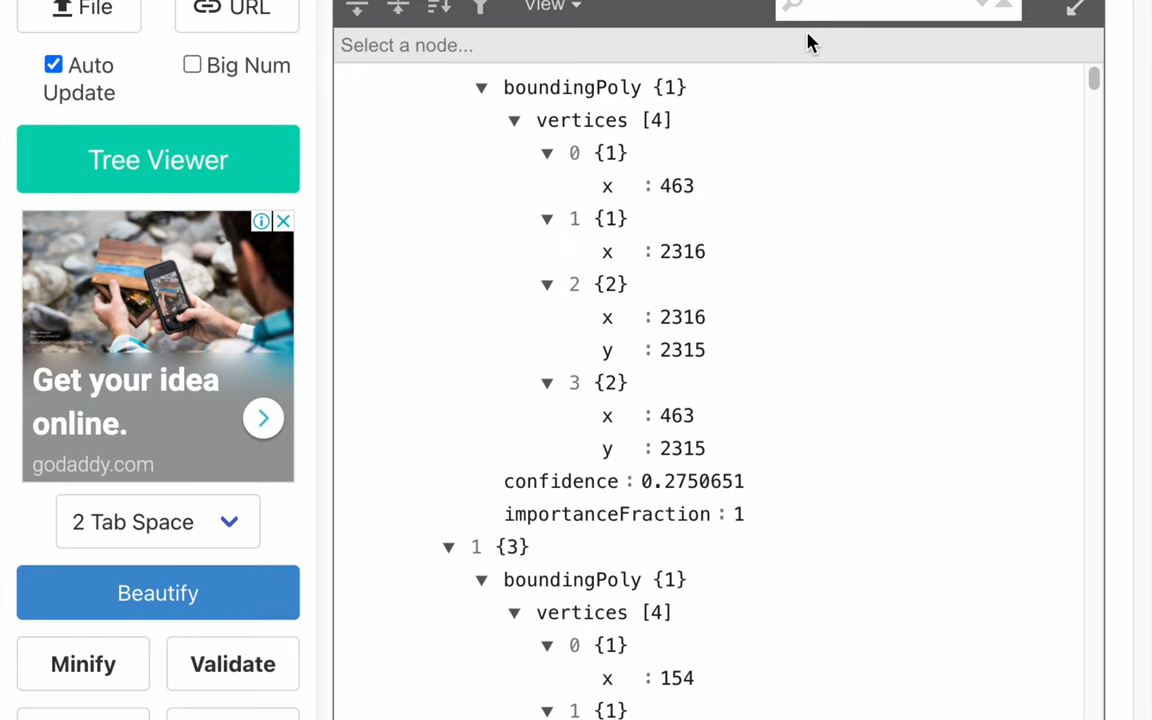 File
URL
View
Select a node...
Auto Update
Big Num
Tree Viewer
Get your idea
online.
godaddy.com
2 Tab Space
Beautify
Minify
Validate
boundingPoly {1}
vertices [4]
0 {1}
x : 463
1 {1}
x : 2316
2 {2}
x : 2316
y : 2315
3 {2}
x : 463
y : 2315
confidence : 0.2750651
importanceFraction : 1
1 {3}
boundingPoly {1}
vertices [4]
0 {1}
x : 154
1 {1}